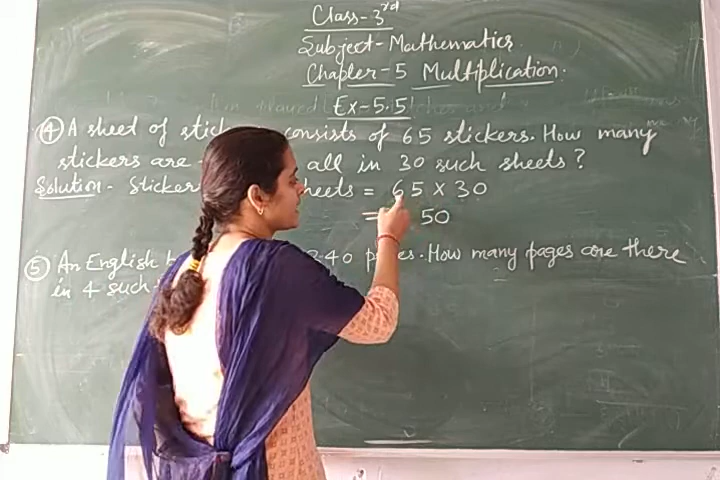 Class-3rd
Subject-Mathematics
Chapter-5 Multiplication.
Ex-5.5
④ A sheet of consists of 65 stickers. How many
stickers are all in 30 such sheets?
Solution - Sticker heets = 65 × 30
= 50
⑤ An English 240 pages. How many pages are there
in 4 such